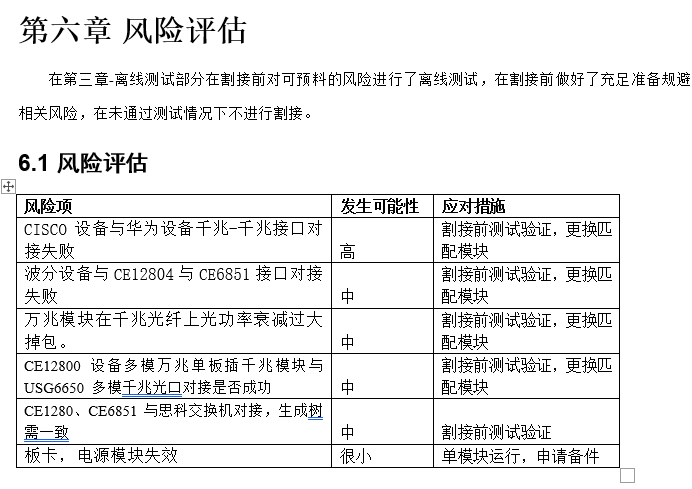 第六章 风险评估
在第三章-离线测试部分在割接前对可预料的风险进行了离线测试，在割接前做好了充足准备规避
相关风险，在未通过测试情况下不进行割接。
6.1 风险评估
风险项 发生可能性 应对措施
CISCO 设备与华为设备千兆-千兆接口对
接失败
高
割接前测试验证，更换匹
配模块
波分设备与CE12804与CE6851接口对接
失败
中
割接前测试验证，更换匹
配模块
万兆模块在千兆光纤上光功率衰减过大
掉包。
中
割接前测试验证，更换匹
配模块
CE12800 设备多模万兆单板插千兆模块与
USG6650 多模千兆光口对接是否成功
中
割接前测试验证，更换匹
配模块
CE1280、CE6851 与思科交换机对接，生成树
需一致
中
割接前测试验证
板卡，电源模块失效 很小 单模块运行，申请备件